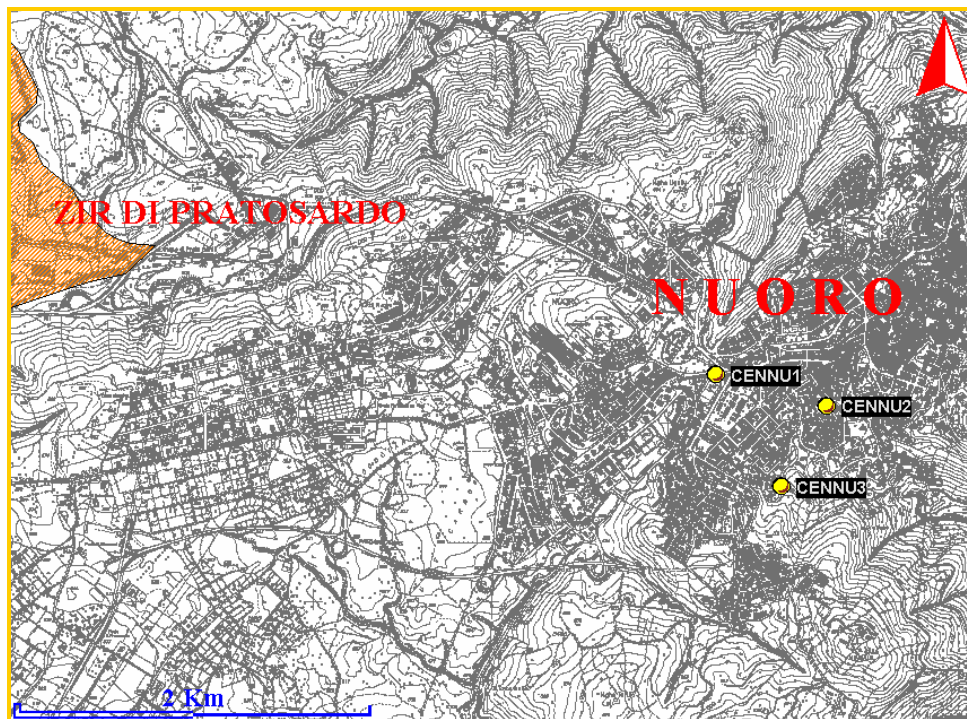 ZIR DI PRATOSARDO
N U O R O
CENNU1
CENNU2
CENNU3
2 Km